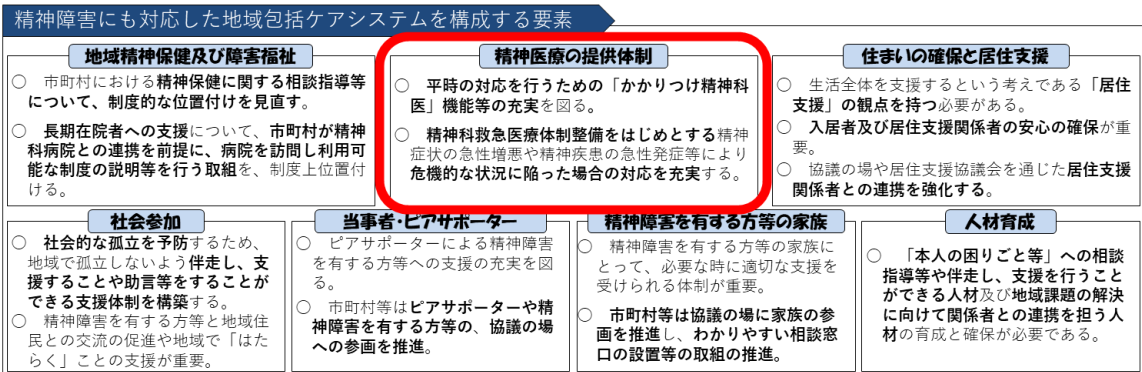 精神障害にも対応した地域包括ケアシステムを構成する要素
地域精神保健及び障害福祉
○ 市町村における精神保健に関する相談指導等
について、制度的な位置付けを見直す。
○ 長期在院者への支援について、市町村が精神
科病院との連携を前提に、病院を訪問し利用可
能な制度の説明等を行う取組を、制度上位置付
ける。
精神医療の提供体制
○ 平時の対応を行うための「かかりつけ精神科
医」機能等の充実を図る。
○ 精神科救急医療体制整備をはじめとする精神
症状の急性増悪や精神疾患の急性発症等により
危機的な状況に陥った場合の対応を充実する。
住まいの確保と居住支援
○ 生活全体を支援するという考えである「居住
支援」の観点を持つ必要がある。
○ 入居者及び居住支援関係者の安心の確保が重
要。
○ 協議の場や居住支援協議会を通じた居住支援
関係者との連携を強化する。
社会参加
○ 社会的な孤立を予防するため、
地域で孤立しないよう伴走し、支
援することや助言等をすることが
できる支援体制を構築する。
○ 精神障害を有する方等と地域住
民との交流の促進や地域で「はた
らく」ことの支援が重要。
当事者・ピアサポーター
○ ピアサポーターによる精神障害
を有する方等への支援の充実を図
る。
○ 市町村等はピアサポーターや精
神障害を有する方等の、協議の場
への参画を推進。
精神障害を有する方等の家族
○ 精神障害を有する方等の家族に
とって、必要な時に適切な支援を
受けられる体制が重要。
○ 市町村等は協議の場に家族の参
画を推進し、わかりやすい相談窓
口の設置等の取組の推進。
人材育成
○ 「本人の困りごと等」への相談
指導等や伴走し、支援を行うこと
ができる人材及び地域課題の解決
に向けて関係者との連携を担う人
材の育成と確保が必要である。